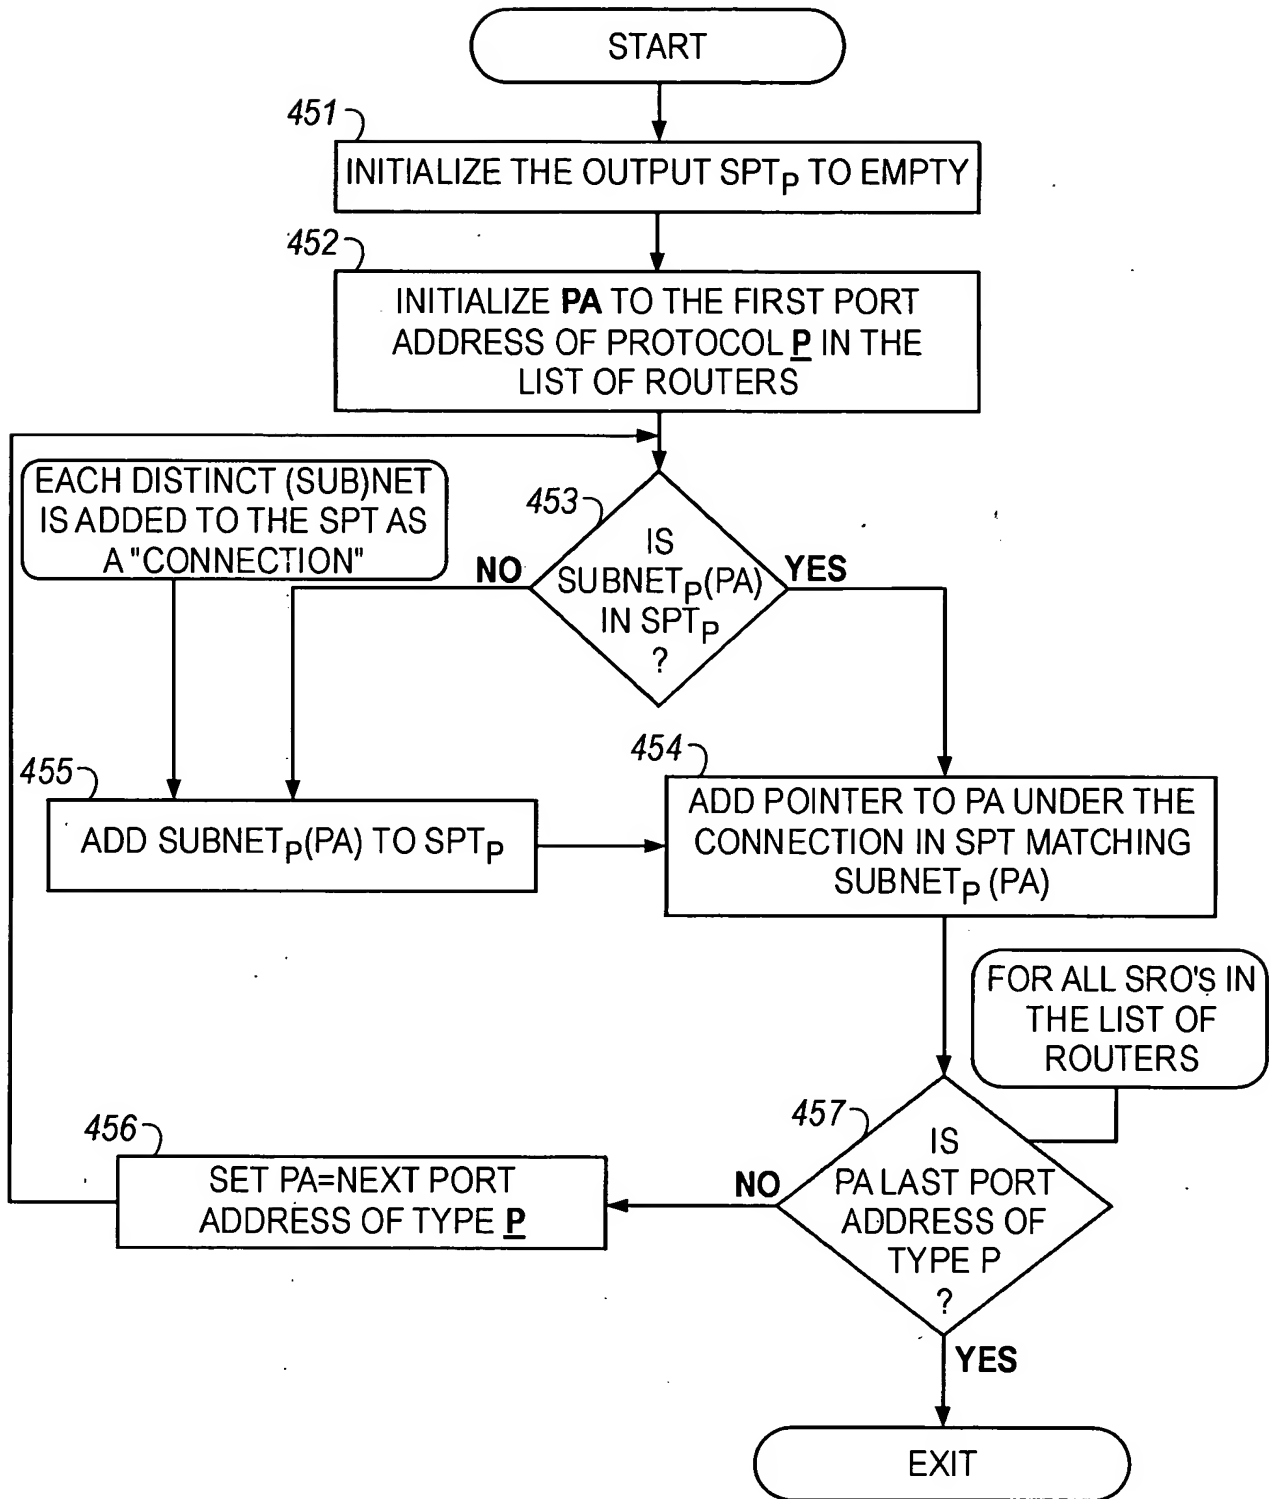 START
451
INITIALIZE THE OUTPUT SPTP TO EMPTY
452
INITIALIZE PA TO THE FIRST PORT
ADDRESS OF PROTOCOL P IN THE
LIST OF ROUTERS
EACH DISTINCT (SUB)NET
IS ADDED TO THE SPT AS
A "CONNECTION"
453
IS
SUBNETP(PA)
IN SPTP
?
NO
YES
455
ADD SUBNETP(PA) TO SPTP
454
ADD POINTER TO PA UNDER THE
CONNECTION IN SPT MATCHING
SUBNETP (PA)
FOR ALL SRO'S IN
THE LIST OF
ROUTERS
457
IS
PA LAST PORT
ADDRESS OF
TYPE P
?
NO
456
SET PA=NEXT PORT
ADDRESS OF TYPE P
YES
EXIT